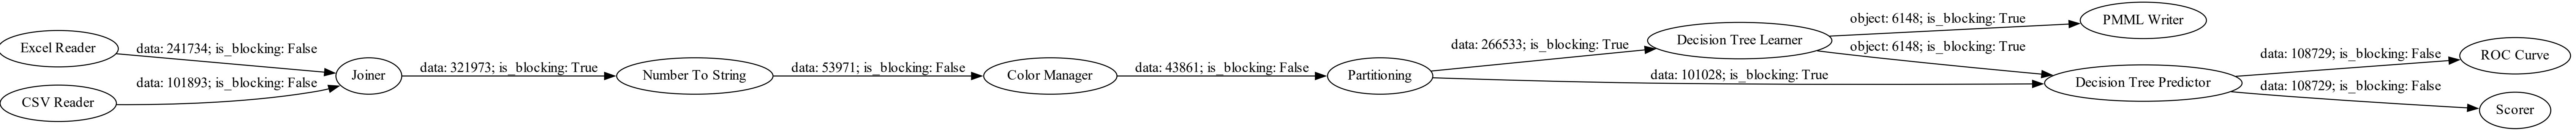 Excel Reader
data: 241734; is_blocking: False
CSV Reader
data: 101893; is_blocking: False
Joiner
data: 321973; is_blocking: True
Number To String
data: 53971; is_blocking: False
Color Manager
data: 43861; is_blocking: False
Partitioning
data: 266533; is_blocking: True
data: 101028; is_blocking: True
Decision Tree Learner
object: 6148; is_blocking: True
object: 6148; is_blocking: True
PMML Writer
Decision Tree Predictor
data: 108729; is_blocking: False
data: 108729; is_blocking: False
ROC Curve
Scorer